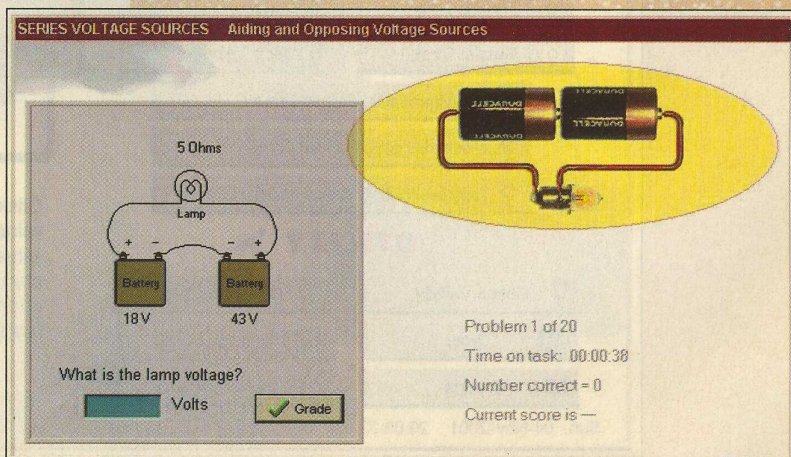 SERIES VOLTAGE SOURCES Aiding and Opposing Voltage Sources
DURACELL
DURACELL
DURACELL
DURACELL
5 Ohms
Lamp
+ − − +
Battery Battery
18 V 43 V
What is the lamp voltage?
Volts
Grade
Problem 1 of 20
Time on task: 00:00:38
Number correct = 0
Current score is —